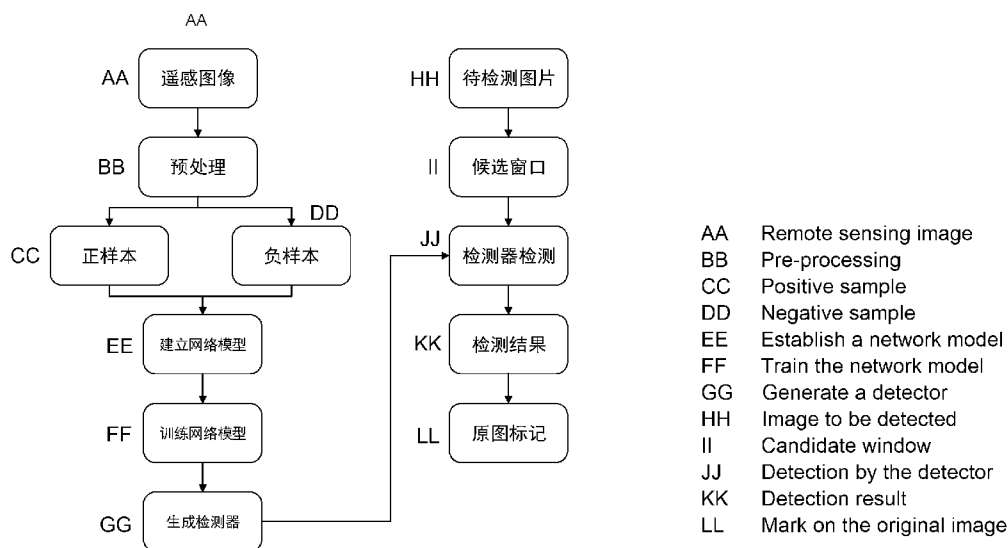 AA
AA 遥感图像
BB 预处理
CC 正样本
DD 负样本
EE 建立网络模型
FF 训练网络模型
GG 生成检测器
HH 待检测图片
II 候选窗口
JJ 检测器检测
KK 检测结果
LL 原图标记
AA Remote sensing image
BB Pre-processing
CC Positive sample
DD Negative sample
EE Establish a network model
FF Train the network model
GG Generate a detector
HH Image to be detected
II Candidate window
JJ Detection by the detector
KK Detection result
LL Mark on the original image